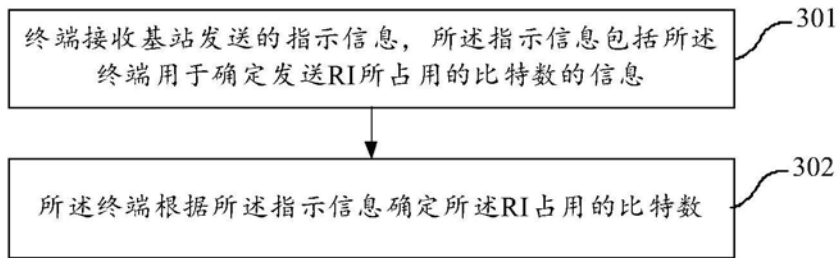 终端接收基站发送的指示信息，所述指示信息包括所述
终端用于确定发送RI所占用的比特数的信息
301
所述终端根据所述指示信息确定所述RI占用的比特数
302